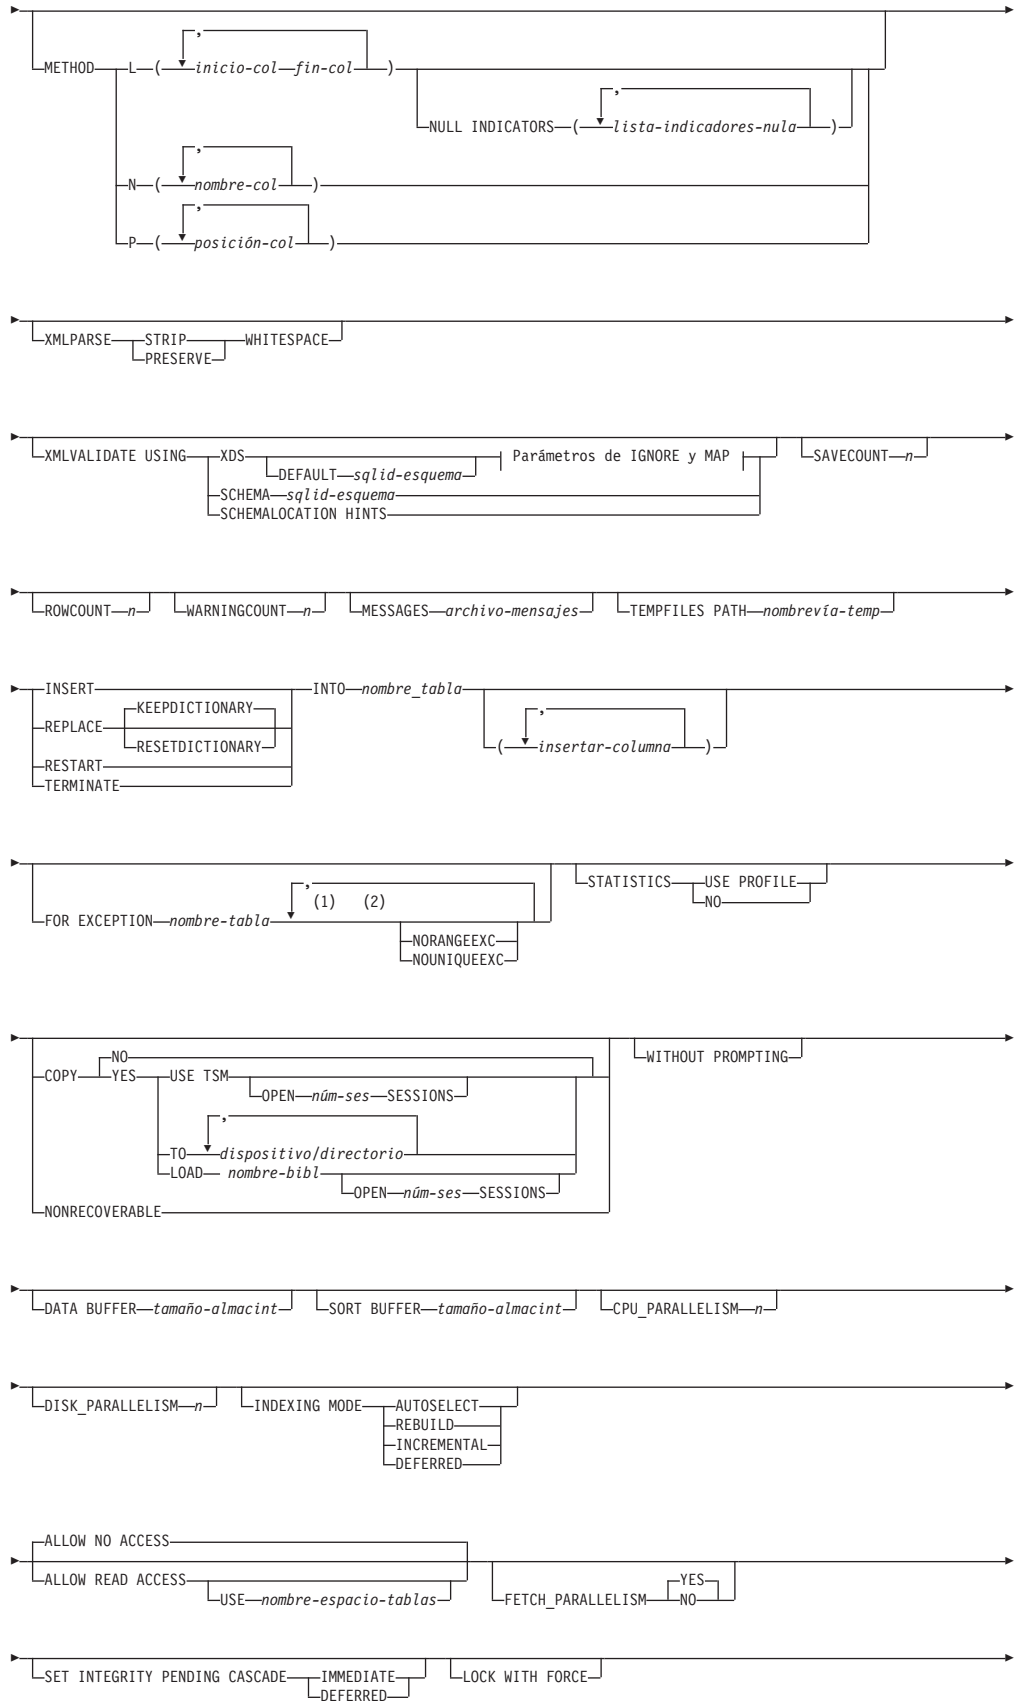 ,
METHOD L ( inicio-col fin-col )
,
NULL INDICATORS ( lista-indicadores-nula )
,
N ( nombre-col )
,
P ( posición-col )
XMLPARSE STRIP WHITESPACE
PRESERVE
XMLVALIDATE USING XDS Parámetros de IGNORE y MAP SAVECOUNT n
DEFAULT sqlid-esquema
SCHEMA sqlid-esquema
SCHEMALOCATION HINTS
ROWCOUNT n WARNINGCOUNT n MESSAGES archivo-mensajes TEMPFILES PATH nombrevía-temp
INSERT INTO nombre_tabla
KEEPDICTIONARY ,
REPLACE
RESETDICTIONARY ( insertar-columna )
RESTART
TERMINATE
STATISTICS USE PROFILE
, NO
(1) (2)
FOR EXCEPTION nombre-tabla
NORANGEEXC
NOUNIQUEEXC
NO WITHOUT PROMPTING
COPY YES USE TSM
OPEN núm-ses SESSIONS
,
TO dispositivo/directorio
LOAD nombre-bibl
OPEN núm-ses SESSIONS
NONRECOVERABLE
DATA BUFFER tamaño-almacint SORT BUFFER tamaño-almacint CPU_PARALLELISM n
DISK_PARALLELISM n INDEXING MODE AUTOSELECT
REBUILD
INCREMENTAL
DEFERRED
ALLOW NO ACCESS
ALLOW READ ACCESS YES
USE nombre-espacio-tablas FETCH_PARALLELISM NO
SET INTEGRITY PENDING CASCADE IMMEDIATE LOCK WITH FORCE
DEFERRED